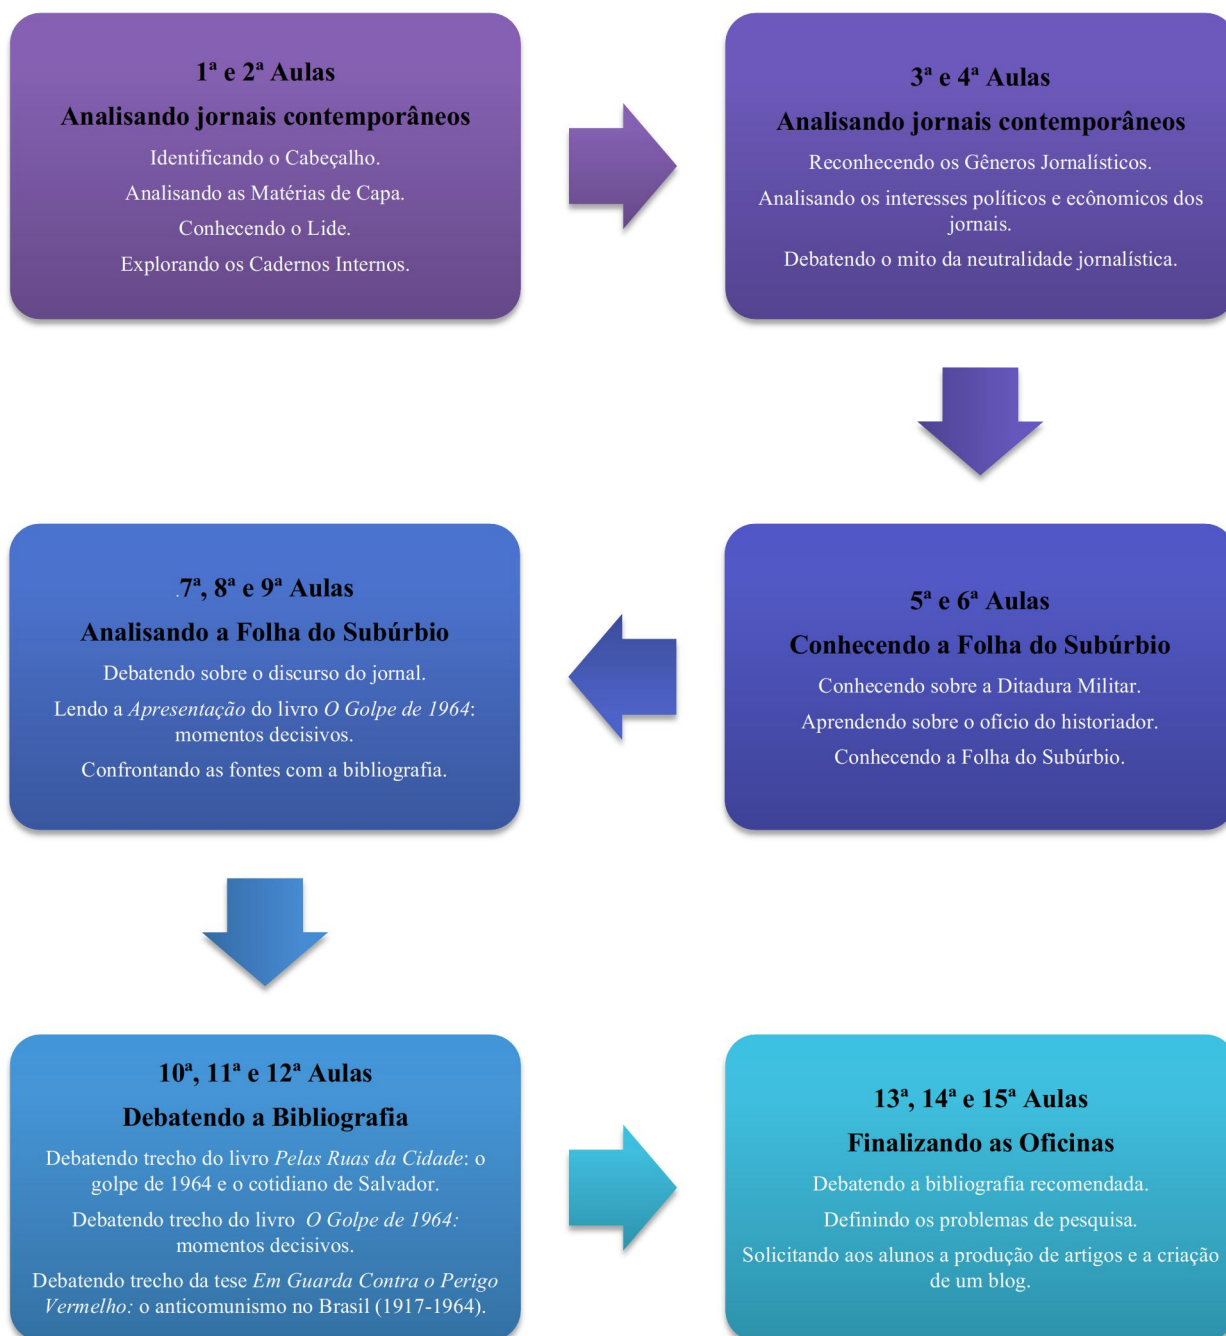 1ª e 2ª Aulas
Analisando jornais contemporâneos
Identificando o Cabeçalho.
Analisando as Matérias de Capa.
Conhecendo o Lide.
Explorando os Cadernos Internos.
3ª e 4ª Aulas
Analisando jornais contemporâneos
Reconhecendo os Gêneros Jornalísticos.
Analisando os interesses políticos e ecônomicos dos
jornais.
Debatendo o mito da neutralidade jornalística.
5ª e 6ª Aulas
Conhecendo a Folha do Subúrbio
Conhecendo sobre a Ditadura Militar.
Aprendendo sobre o ofício do historiador.
Conhecendo a Folha do Subúrbio.
.7ª, 8ª e 9ª Aulas
Analisando a Folha do Subúrbio
Debatendo sobre o discurso do jornal.
Lendo a Apresentação do livro O Golpe de 1964:
momentos decisivos.
Confrontando as fontes com a bibliografia.
10ª, 11ª e 12ª Aulas
Debatendo a Bibliografia
Debatendo trecho do livro Pelas Ruas da Cidade: o
golpe de 1964 e o cotidiano de Salvador.
Debatendo trecho do livro O Golpe de 1964:
momentos decisivos.
Debatendo trecho da tese Em Guarda Contra o Perigo
Vermelho: o anticomunismo no Brasil (1917-1964).
13ª, 14ª e 15ª Aulas
Finalizando as Oficinas
Debatendo a bibliografia recomendada.
Definindo os problemas de pesquisa.
Solicitando aos alunos a produção de artigos e a criação
de um blog.